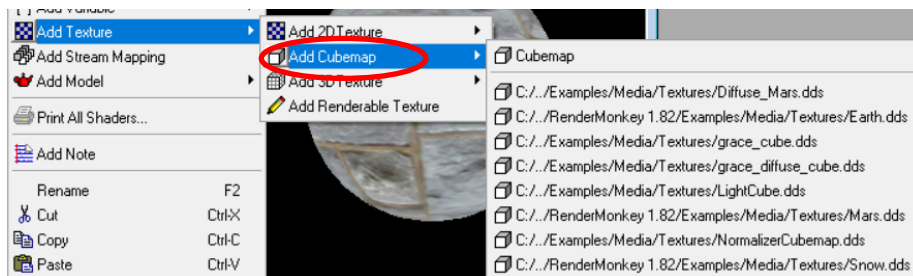 Add Variable
Add Texture
Add Stream Mapping
Add Model
Print All Shaders...
Add Note
Rename F2
Cut Ctrl-X
Copy Ctrl-C
Paste Ctrl-V
Add 2D Texture
Add Cubemap
Add 3D Texture
Add Renderable Texture
Cubemap
C:/../Examples/Media/Textures/Diffuse_Mars.dds
C:/../RenderMonkey 1.82/Examples/Media/Textures/Earth.dds
C:/../Examples/Media/Textures/grace_cube.dds
C:/../Examples/Media/Textures/grace_diffuse_cube.dds
C:/../Examples/Media/Textures/LightCube.dds
C:/../RenderMonkey 1.82/Examples/Media/Textures/Mars.dds
C:/../Examples/Media/Textures/NormalizerCubemap.dds
C:/../RenderMonkey 1.82/Examples/Media/Textures/Snow.dds